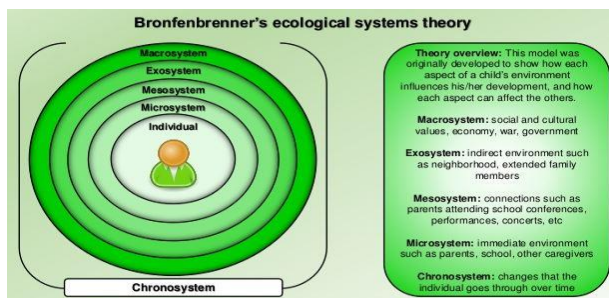 Bronfenbrenner's ecological systems theory
Macrosystem
Exosystem
Mesosystem
Microsystem
Individual
Chronosystem
Theory overview: This model was
originally developed to show how each
aspect of a child's environment
influences his/her development, and how
each aspect can affect the others.
Macrosystem: social and cultural
values, economy, war, government
Exosystem: indirect environment such
as neighborhood, extended family
members
Mesosystem: connections such as
parents attending school conferences,
performances, concerts, etc
Microsystem: immediate environment
such as parents, school, other caregivers
Chronosystem: changes that the
individual goes through over time